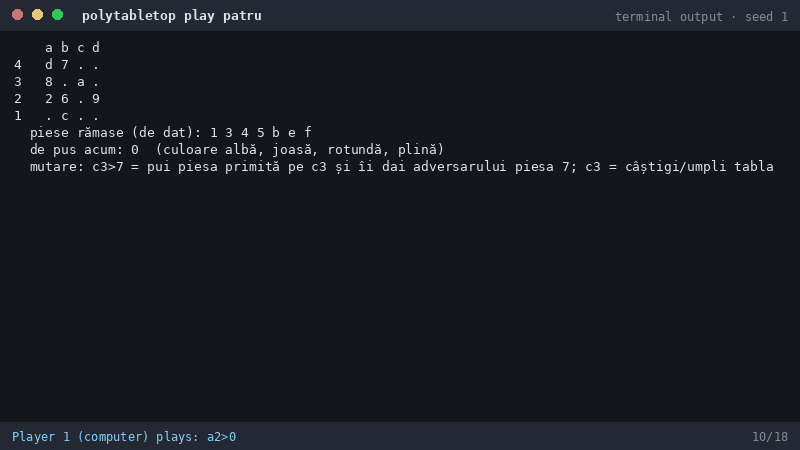 polytabletop play patru
terminal output · seed 1
a b c d
4 d 7 . .
3 8 . a .
2 2 6 . 9
1 . c . .
piese rămase (de dat): 1 3 4 5 b e f
de pus acum: 0 (culoare albă, joasă, rotundă, plină)
mutare: c3>7 = pui piesa primită pe c3 și îi dai adversarului piesa 7; c3 = câștigi/umpli tabla
Player 1 (computer) plays: a2>0
10/18